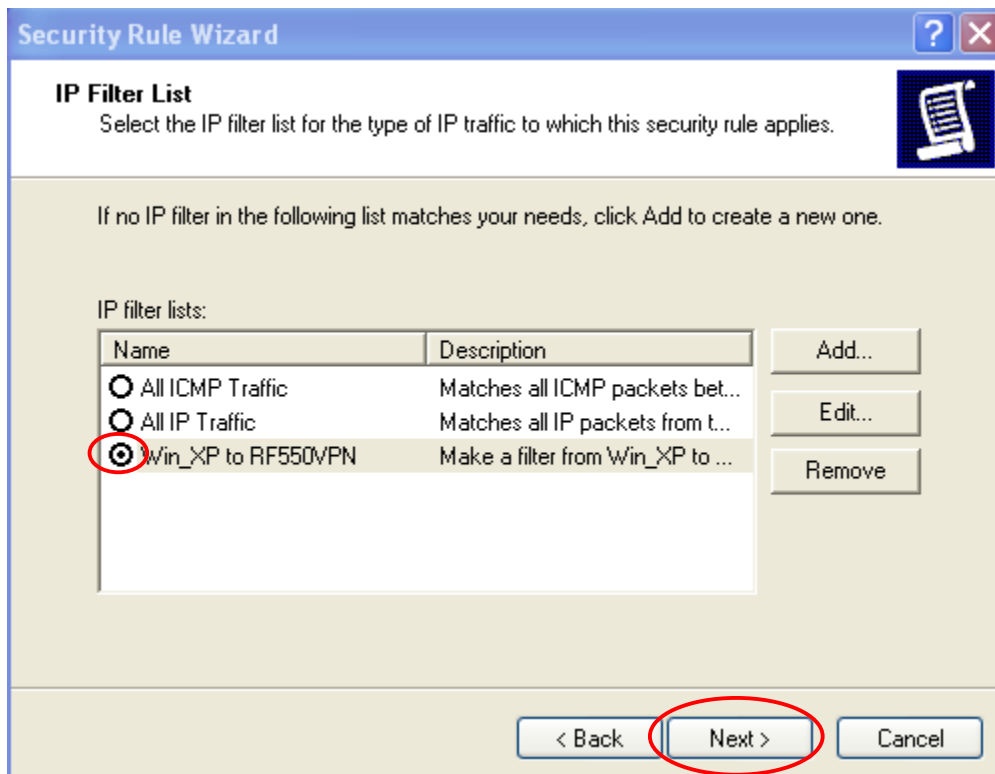 Security Rule Wizard
?
IP Filter List
Select the IP filter list for the type of IP traffic to which this security rule applies.
If no IP filter in the following list matches your needs, click Add to create a new one.
IP filter lists:
Name Description
All ICMP Traffic Matches all ICMP packets bet...
All IP Traffic Matches all IP packets from t...
Win_XP to RF550VPN Make a filter from Win_XP to ...
Add...
Edit...
Remove
< Back Next > Cancel